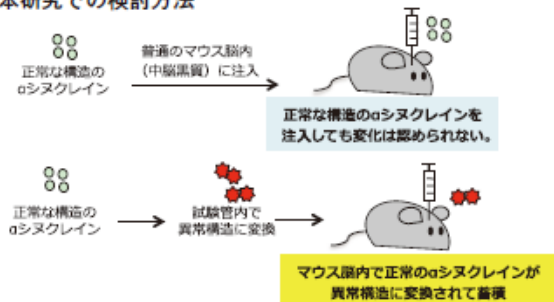 本研究での検討方法
正常な構造の
αシヌクレイン
普通のマウス脳内
（中脳黒質）に注入
正常な構造のαシヌクレインを
注入しても変化は認められない。
正常な構造の
αシヌクレイン
試験管内で
異常構造に変換
マウス脳内で正常のαシヌクレインが
異常構造に変換されて蓄積